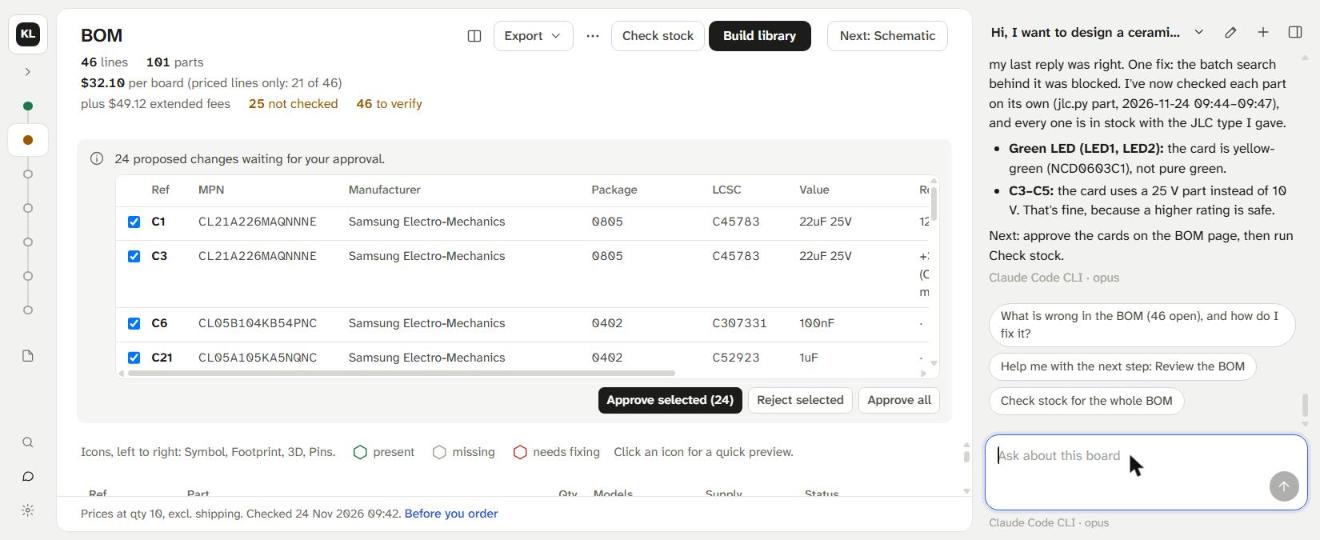 KL
BOM
Export
Check stock
Build library
Next: Schematic
46 lines 101 parts
$32.10 per board (priced lines only: 21 of 46)
plus $49.12 extended fees 25 not checked 46 to verify
24 proposed changes waiting for your approval.
Ref MPN Manufacturer Package LCSC Value
C1 CL21A226MAQNNNE Samsung Electro-Mechanics 0805 C45783 22uF 25V 12
C3 CL21A226MAQNNNE Samsung Electro-Mechanics 0805 C45783 22uF 25V
C6 CL05B104KB54PNC Samsung Electro-Mechanics 0402 C307331 100nF -
C21 CL05A105KA5NQNC Samsung Electro-Mechanics 0402 C52923 1uF -
Approve selected (24) Reject selected Approve all
Icons, left to right: Symbol, Footprint, 3D, Pins. present missing needs fixing Click an icon for a quick preview.
Ref Part Qty Models Supply Status
Prices at qty 10, excl. shipping. Checked 24 Nov 2026 09:42. Before you order
Hi, I want to design a cerami...
my last reply was right. One fix: the batch search
behind it was blocked. I've now checked each part
on its own (jlc.py part, 2026-11-24 09:44–09:47),
and every one is in stock with the JLC type I gave.
• Green LED (LED1, LED2): the card is yellow-
green (NCD0603C1), not pure green.
• C3–C5: the card uses a 25 V part instead of 10
V. That's fine, because a higher rating is safe.
Next: approve the cards on the BOM page, then run
Check stock.
Claude Code CLI · opus
What is wrong in the BOM (46 open), and how do I
fix it?
Help me with the next step: Review the BOM
Check stock for the whole BOM
Ask about this board
Claude Code CLI · opus